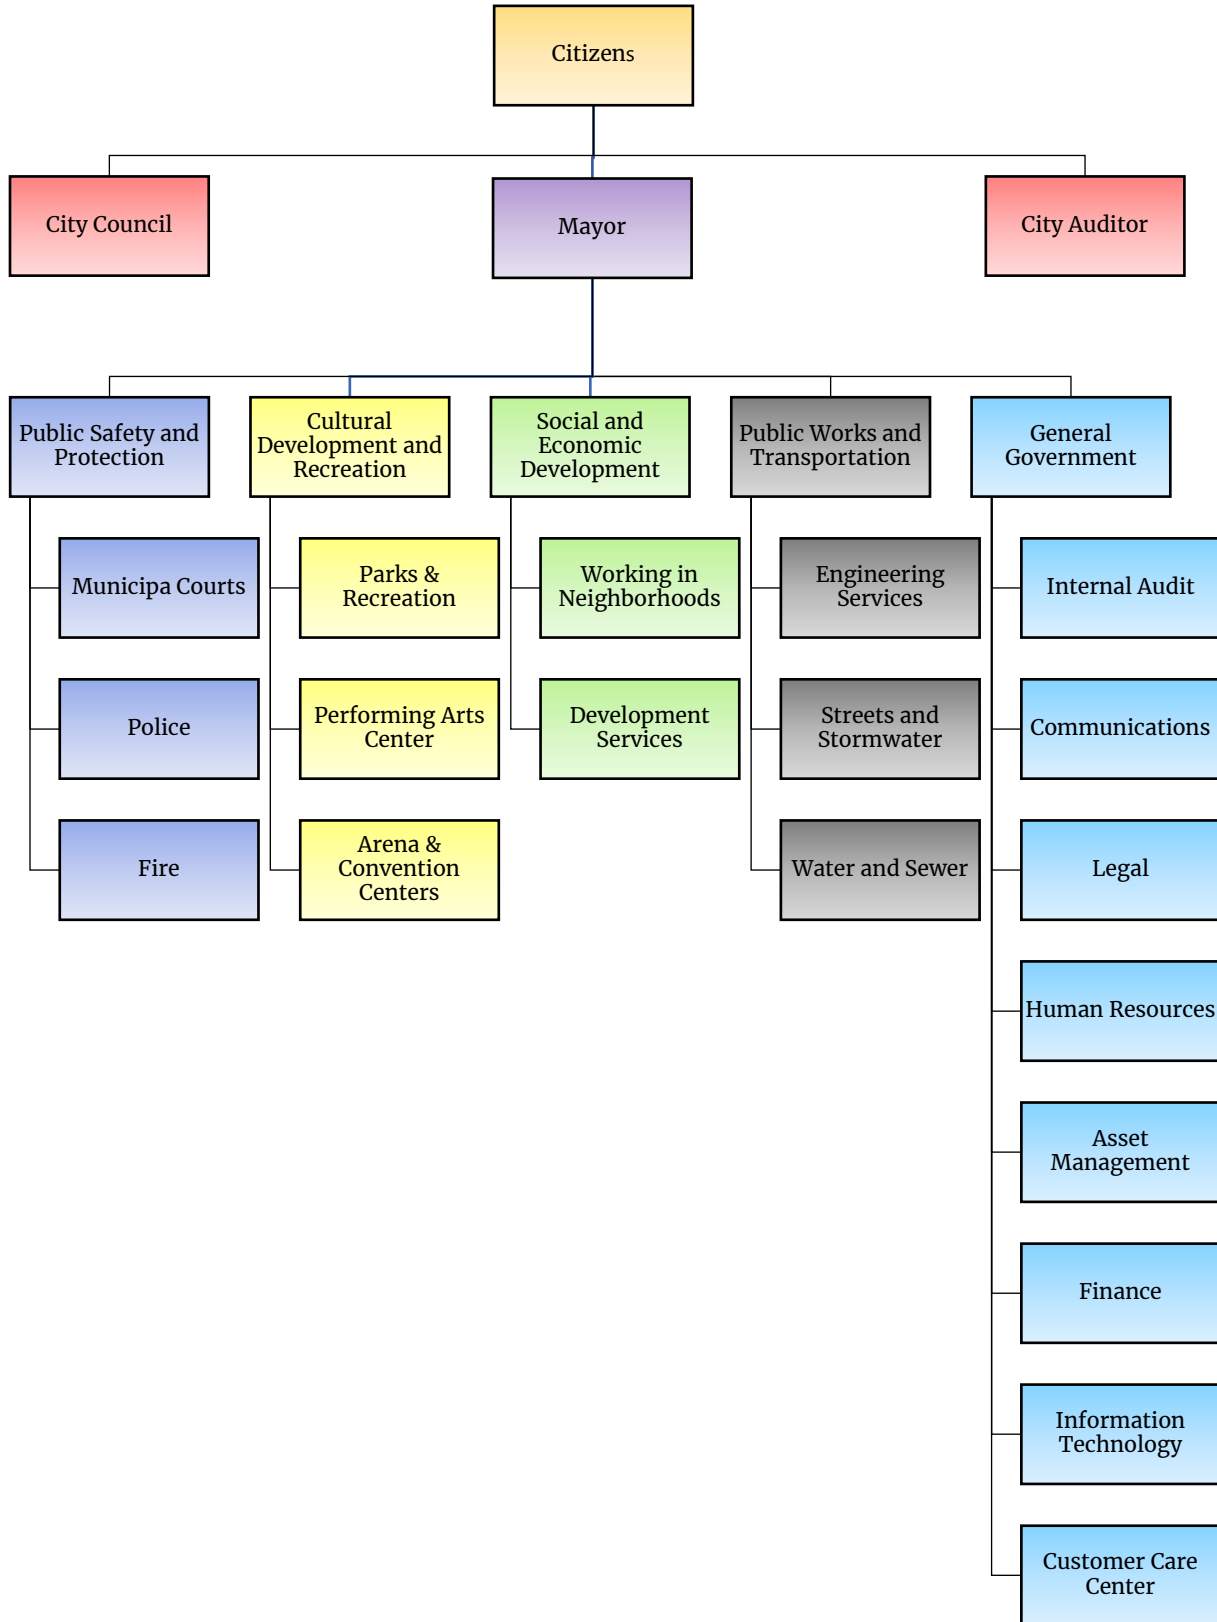 Citizens
City Council
Mayor
City Auditor
Public Safety and
Protection
Cultural
Development and
Recreation
Social and
Economic
Development
Public Works and
Transportation
General
Government
Municipa Courts
Parks &
Recreation
Working in
Neighborhoods
Engineering
Services
Internal Audit
Police
Performing Arts
Center
Development
Services
Streets and
Stormwater
Communications
Fire
Arena &
Convention
Centers
Water and Sewer
Legal
Human Resources
Asset
Management
Finance
Information
Technology
Customer Care
Center